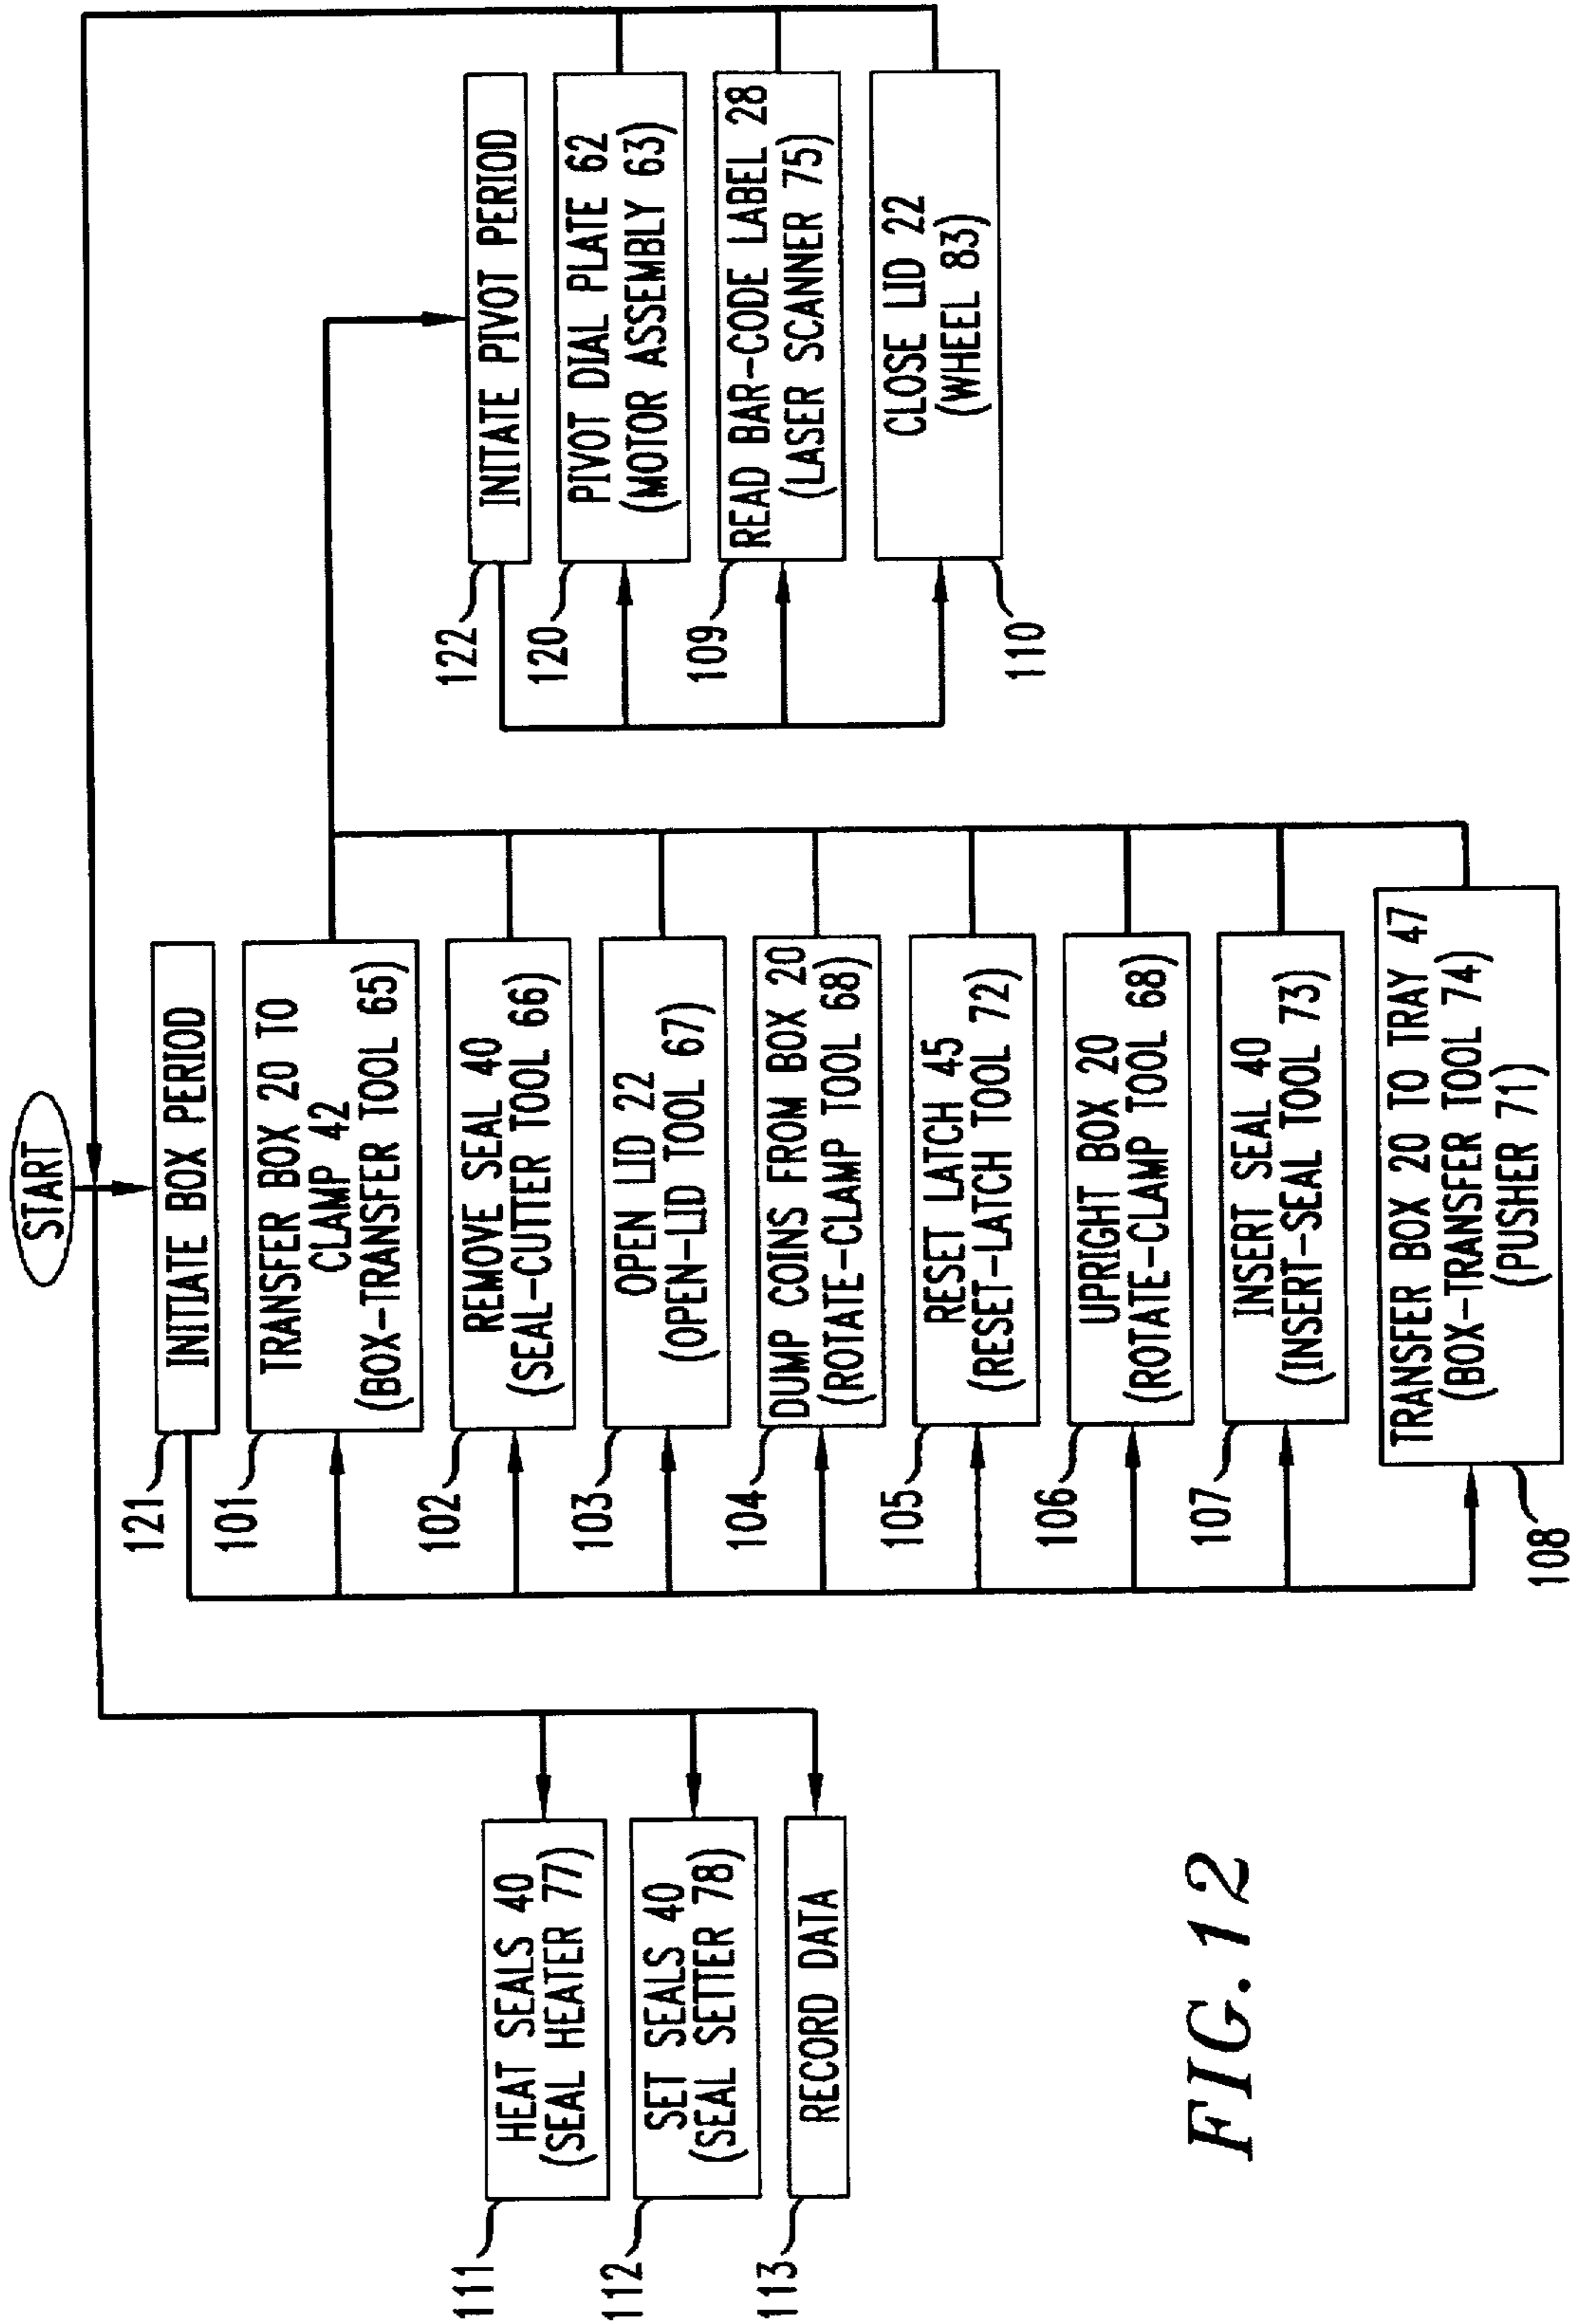 START
121
INITIATE BOX PERIOD
101
TRANSFER BOX 20 TO
CLAMP 42
(BOX-TRANSFER TOOL 65)
102
REMOVE SEAL 40
(SEAL-CUTTER TOOL 66)
103
OPEN LID 22
(OPEN-LID TOOL 67)
104
DUMP COINS FROM BOX 20
(ROTATE-CLAMP TOOL 68)
105
RESET LATCH 45
(RESET-LATCH TOOL 72)
106
UPRIGHT BOX 20
(ROTATE-CLAMP TOOL 68)
107
INSERT SEAL 40
(INSERT-SEAL TOOL 73)
108
TRANSFER BOX 20 TO TRAY 47
(BOX-TRANSFER TOOL 74)
(PUSHER 71)
122
INITATE PIVOT PERIOD
120
PIVOT DIAL PLATE 62
(MOTOR ASSEMBLY 63)
109
READ BAR-CODE LABEL 28
(LASER SCANNER 75)
110
CLOSE LID 22
(WHEEL 83)
111
HEAT SEALS 40
(SEAL HEATER 77)
112
SET SEALS 40
(SEAL SETTER 78)
113
RECORD DATA
FIG.12